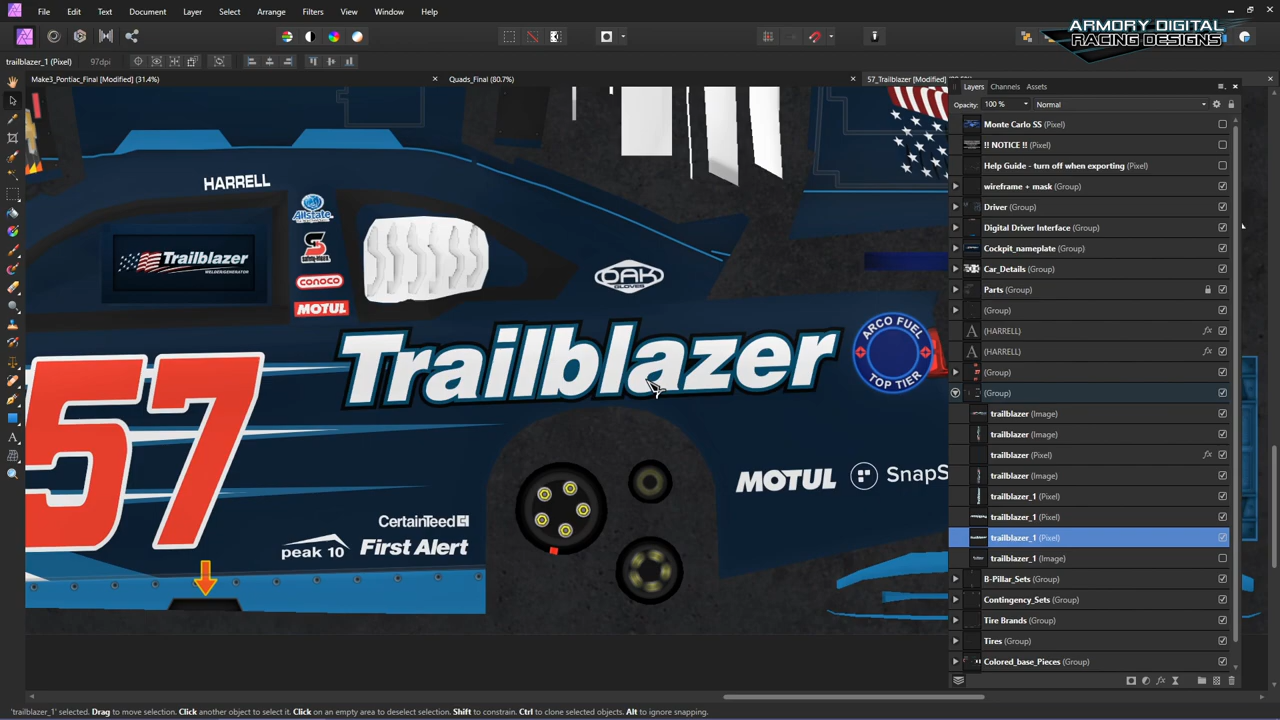 File Edit Text Document Layer Select Arrange Filters View Window Help
ARMORY DIGITAL
RACING DESIGNS
trailblazer_1 (Pixel) 97dpi
Make3_Pontiac_Final [Modified] (31.4%)
Quads_Final (80.7%)
57_Trailblazer [Modified]
Layers Channels Assets
Opacity: 100 % Normal
Monte Carlo SS (Pixel)
!! NOTICE !! (Pixel)
Help Guide - turn off when exporting (Pixel)
wireframe + mask (Group)
Driver (Group)
Digital Driver Interface (Group)
Cockpit_nameplate (Group)
Car_Details (Group)
Parts (Group)
(Group)
A (HARRELL) fx
A (HARRELL) fx
(Group)
(Group)
trailblazer (Image)
trailblazer (Image)
trailblazer (Pixel) fx
trailblazer (Image)
trailblazer_1 (Pixel)
trailblazer_1 (Pixel)
trailblazer_1 (Pixel)
trailblazer_1 (Image)
B-Pillar_Sets (Group)
Contingency_Sets (Group)
Tire Brands (Group)
Tires (Group)
Colored_base_Pieces (Group)
HARRELL
Allstate
Trailblazer
WELDER/GENERATOR
conoco
MOTUL
OAK
GLOVER
Trailblazer
ARCO FUEL
TOP TIER
57
MOTUL
SnapS
CertainTeed
peak 10
First Alert
'trailblazer_1' selected. Drag to move selection. Click another object to select it. Click on an empty area to deselect selection. Shift to constrain. Ctrl to clone selected objects. Alt to ignore snapping.